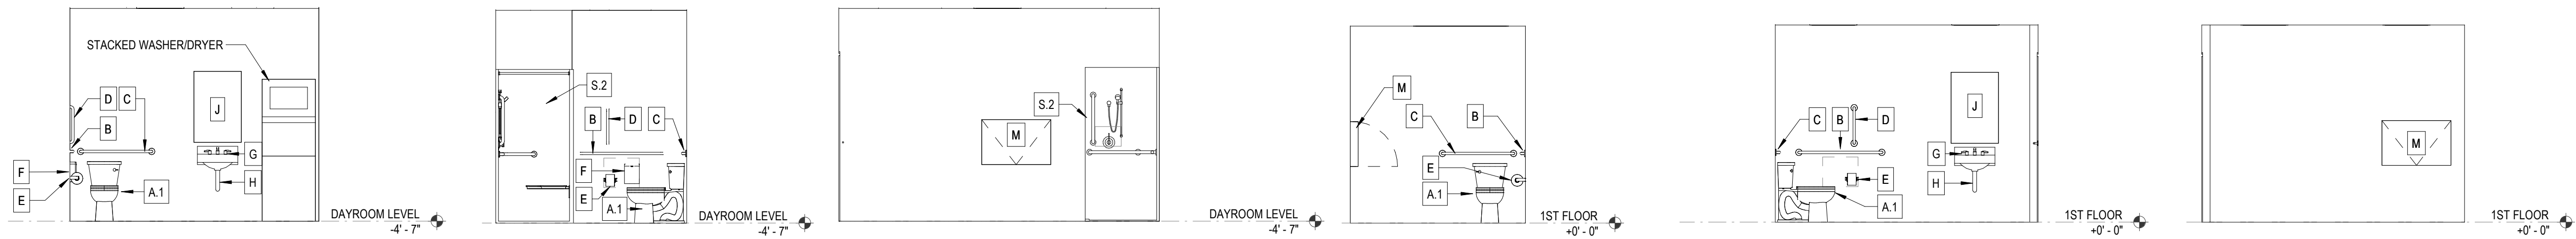 STACKED WASHER/DRYER
D C
J
B
G
F
H
E
A.1
DAYROOM LEVEL
-4' - 7"
S.2
B
D
C
F
E
A.1
DAYROOM LEVEL
-4' - 7"
S.2
M
DAYROOM LEVEL
-4' - 7"
M
C
B
E
A.1
1ST FLOOR
+0' - 0"
J
C
B
D
G
E
H
A.1
1ST FLOOR
+0' - 0"
M
1ST FLOOR
+0' - 0"